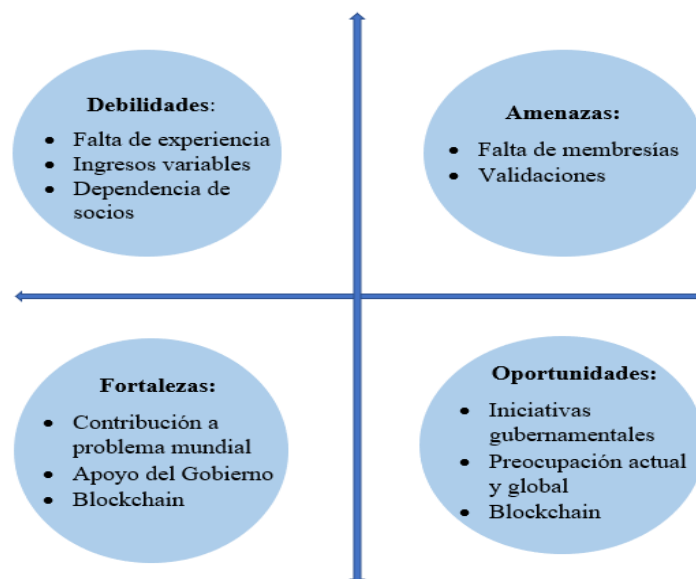 Debilidades:
• Falta de experiencia
• Ingresos variables
• Dependencia de
socios
Amenazas:
• Falta de membresías
• Validaciones
Fortalezas:
• Contribución a
problema mundial
• Apoyo del Gobierno
• Blockchain
Oportunidades:
• Iniciativas
gubernamentales
• Preocupación actual
y global
• Blockchain